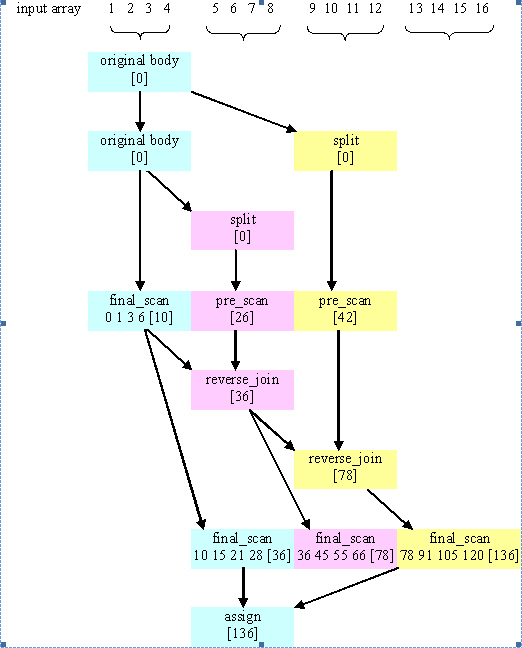 input array 1 2 3 4 5 6 7 8 9 10 11 12 13 14 15 16
original body
[0]
original body
[0]
split
[0]
split
[0]
final_scan
0 1 3 6 [10]
pre_scan
[26]
pre_scan
[42]
reverse_join
[36]
reverse_join
[78]
final_scan
10 15 21 28 [36]
final_scan
36 45 55 66 [78]
final_scan
78 91 105 120 [136]
assign
[136]